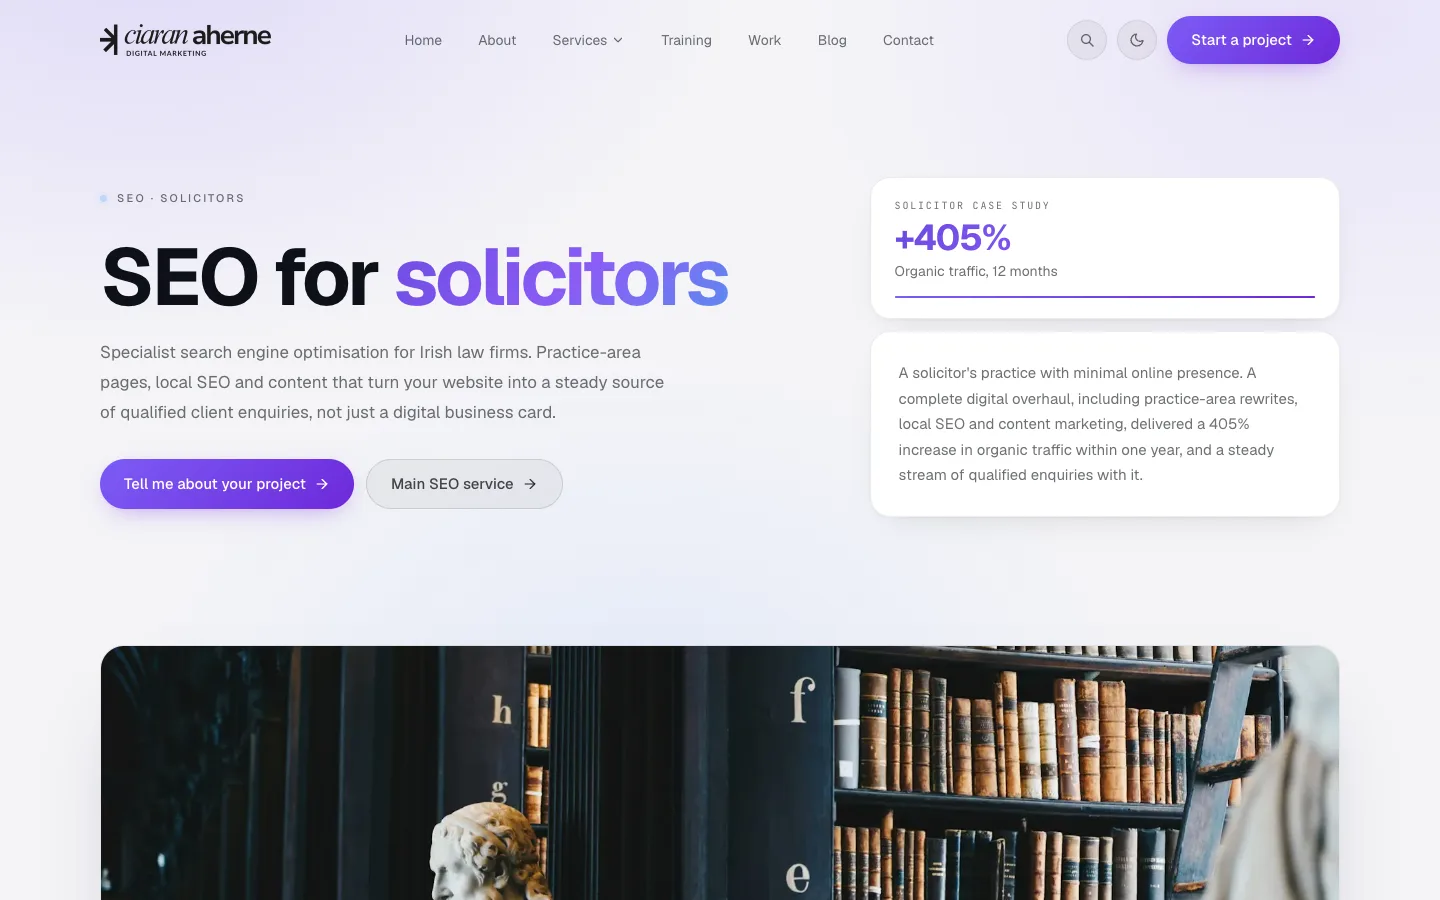 ciaran aherne
DIGITAL MARKETING
Home
About
Services
Training
Work
Blog
Contact
Start a project
SEO · SOLICITORS
SEO for solicitors
Specialist search engine optimisation for Irish law firms. Practice-area
pages, local SEO and content that turn your website into a steady source
of qualified client enquiries, not just a digital business card.
Tell me about your project
Main SEO service
SOLICITOR CASE STUDY
+405%
Organic traffic, 12 months
A solicitor's practice with minimal online presence. A
complete digital overhaul, including practice-area rewrites,
local SEO and content marketing, delivered a 405%
increase in organic traffic within one year, and a steady
stream of qualified enquiries with it.
h
g
f
e